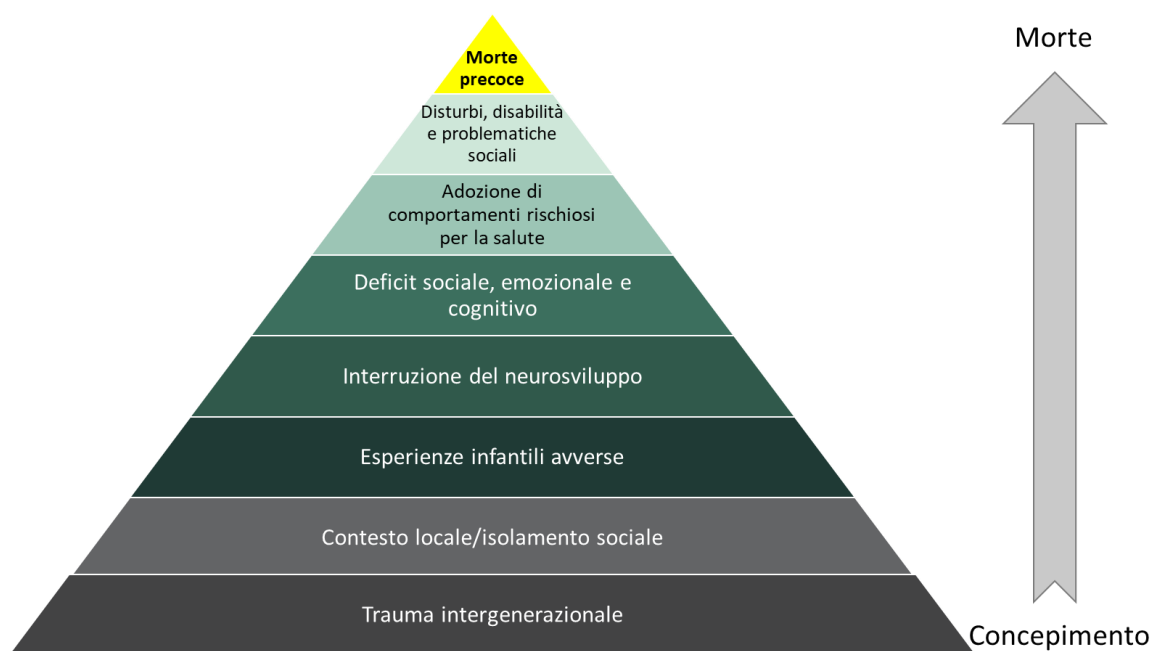 Morte
Morte
precoce
Disturbi, disabilità
e problematiche
sociali
Adozione di
comportamenti rischiosi
per la salute
Deficit sociale, emozionale e
cognitivo
Interruzione del neurosviluppo
Esperienze infantili avverse
Contesto locale/isolamento sociale
Trauma intergenerazionale
Concepimento